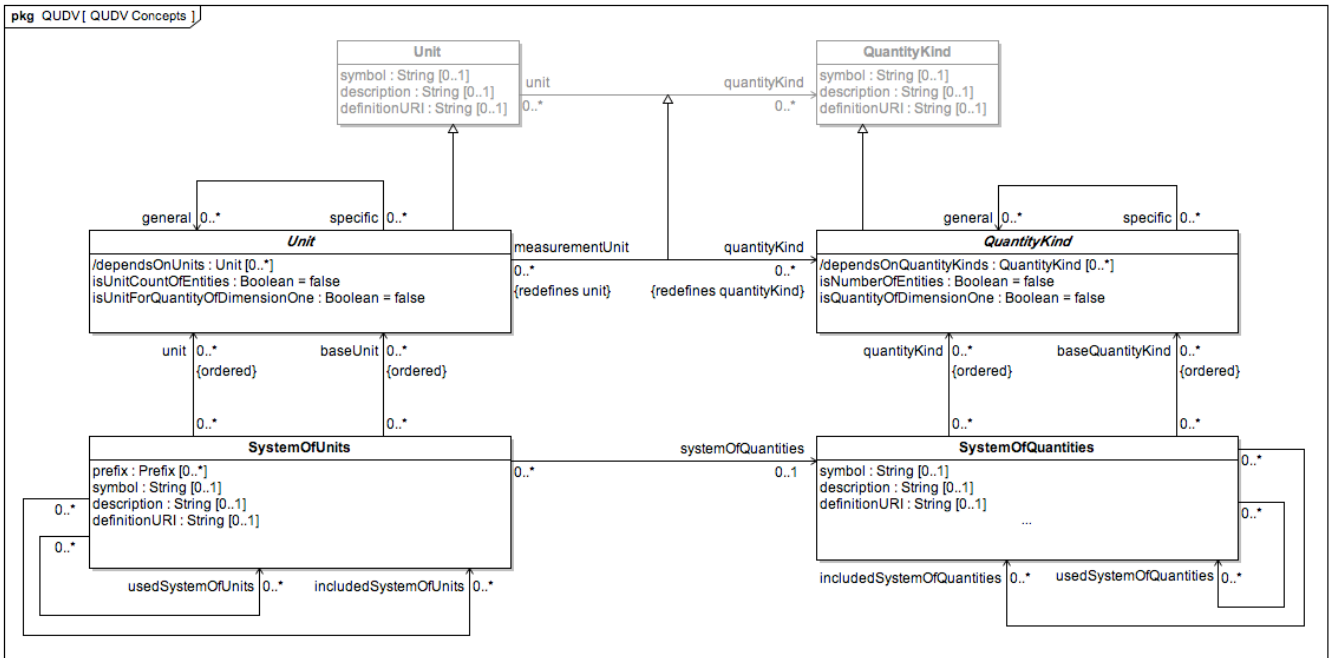 pkg QUDV[ QUDV Concepts ]
Unit
symbol : String [0..1]
description : String [0..1]
definitionURI : String [0..1]
unit
0..*
quantityKind
0..*
QuantityKind
symbol : String [0..1]
description : String [0..1]
definitionURI : String [0..1]
general 0..*
specific 0..*
general 0..*
specific 0..*
Unit
/dependsOnUnits : Unit [0..*]
isUnitCountOfEntities : Boolean = false
isUnitForQuantityOfDimensionOne : Boolean = false
measurementUnit
0..*
{redefines unit}
quantityKind
0..*
{redefines quantityKind}
QuantityKind
/dependsOnQuantityKinds : QuantityKind [0..*]
isNumberOfEntities : Boolean = false
isQuantityOfDimensionOne : Boolean = false
unit 0..*
{ordered}
0..*
baseUnit 0..*
{ordered}
0..*
quantityKind 0..*
{ordered}
0..*
baseQuantityKind 0..*
{ordered}
0..*
SystemOfUnits
prefix : Prefix [0..*]
symbol : String [0..1]
description : String [0..1]
definitionURI : String [0..1]
0..*
0..*
0..*
systemOfQuantities
0..1
SystemOfQuantities
symbol : String [0..1]
description : String [0..1]
definitionURI : String [0..1]
...
0..*
0..*
usedSystemOfUnits 0..*
includedSystemOfUnits 0..*
includedSystemOfQuantities 0..*
usedSystemOfQuantities 0..*